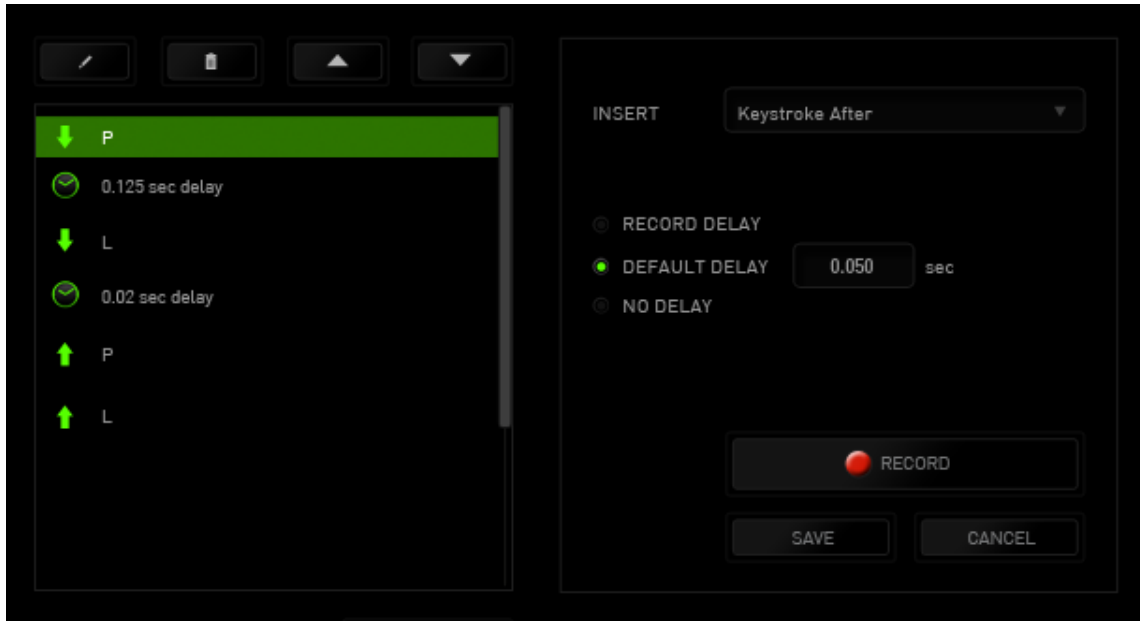 P
0.125 sec delay
L
0.02 sec delay
P
L
INSERT Keystroke After
RECORD DELAY
DEFAULT DELAY 0.050 sec
NO DELAY
RECORD
SAVE CANCEL